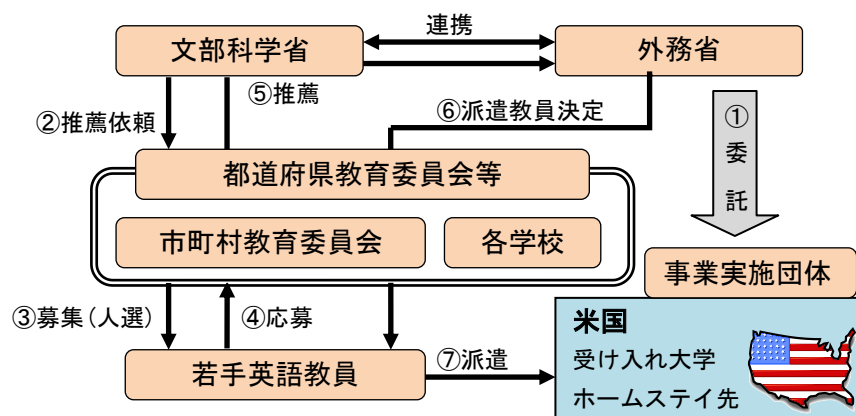 文部科学省
連携
外務省
⑤推薦
②推薦依頼
⑥派遣教員決定
①委託
都道府県教育委員会等
市町村教育委員会
各学校
事業実施団体
③募集（人選）
④応募
米国
受け入れ大学
ホームステイ先
若手英語教員
⑦派遣